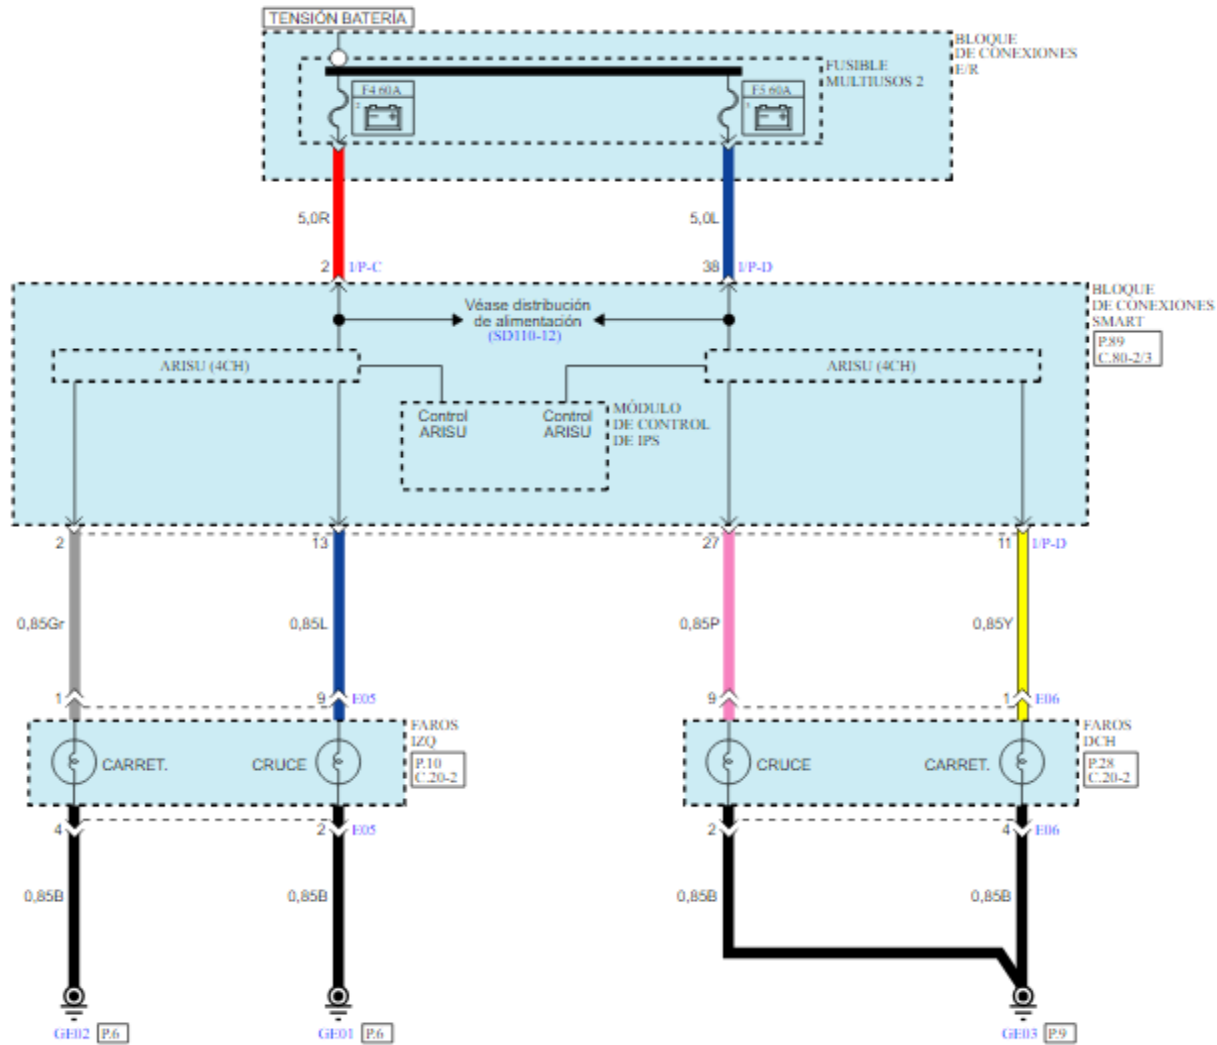 TENSIÓN BATERÍA
BLOQUE
DE CONEXIONES
E/R
FUSIBLE
MULTIUSOS 2
F4 60A
2
F5 60A
1
5,0R
5,0L
2 I/P-C
38 I/P-D
Véase distribución
de alimentación
(SD110-12)
BLOQUE
DE CONEXIONES
SMART
P.89
C.80-2/3
ARISU (4CH)
ARISU (4CH)
Control
ARISU
Control
ARISU
MÓDULO
DE CONTROL
DE IPS
2
13
27
11 I/P-D
0,85Gr
0,85L
0,85P
0,85Y
1
9 E05
9
1 E06
FAROS
IZQ
P.10
C.20-2
CARRET.
CRUCE
FAROS
DCH
P.28
C.20-2
CRUCE
CARRET.
4
2 E05
2
4 E06
0,85B
0,85B
0,85B
0,85B
GE02 P.6
GE01 P.6
GE03 P.9